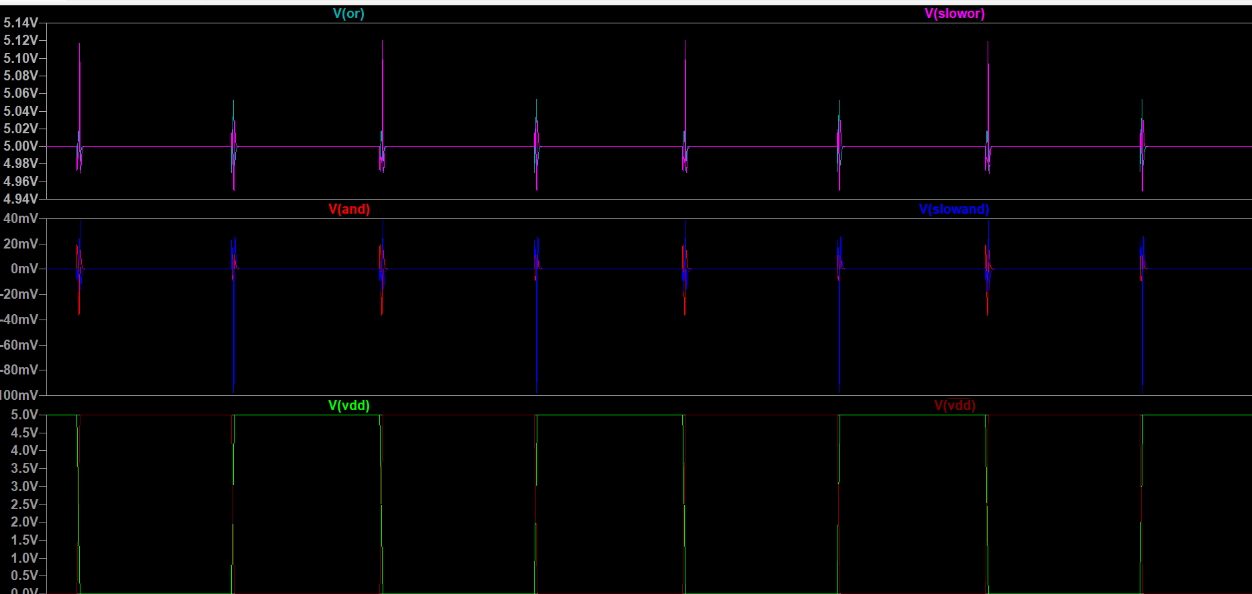 V(or) V(slowor)
5.14V
5.12V
5.10V
5.08V
5.06V
5.04V
5.02V
5.00V
4.98V
4.96V
4.94V
V(and) V(slowand)
40mV
20mV
0mV
-20mV
-40mV
-60mV
-80mV
100mV
V(vdd) V(v̅d̅d̅)
5.0V
4.5V
4.0V
3.5V
3.0V
2.5V
2.0V
1.5V
1.0V
0.5V
0.0V